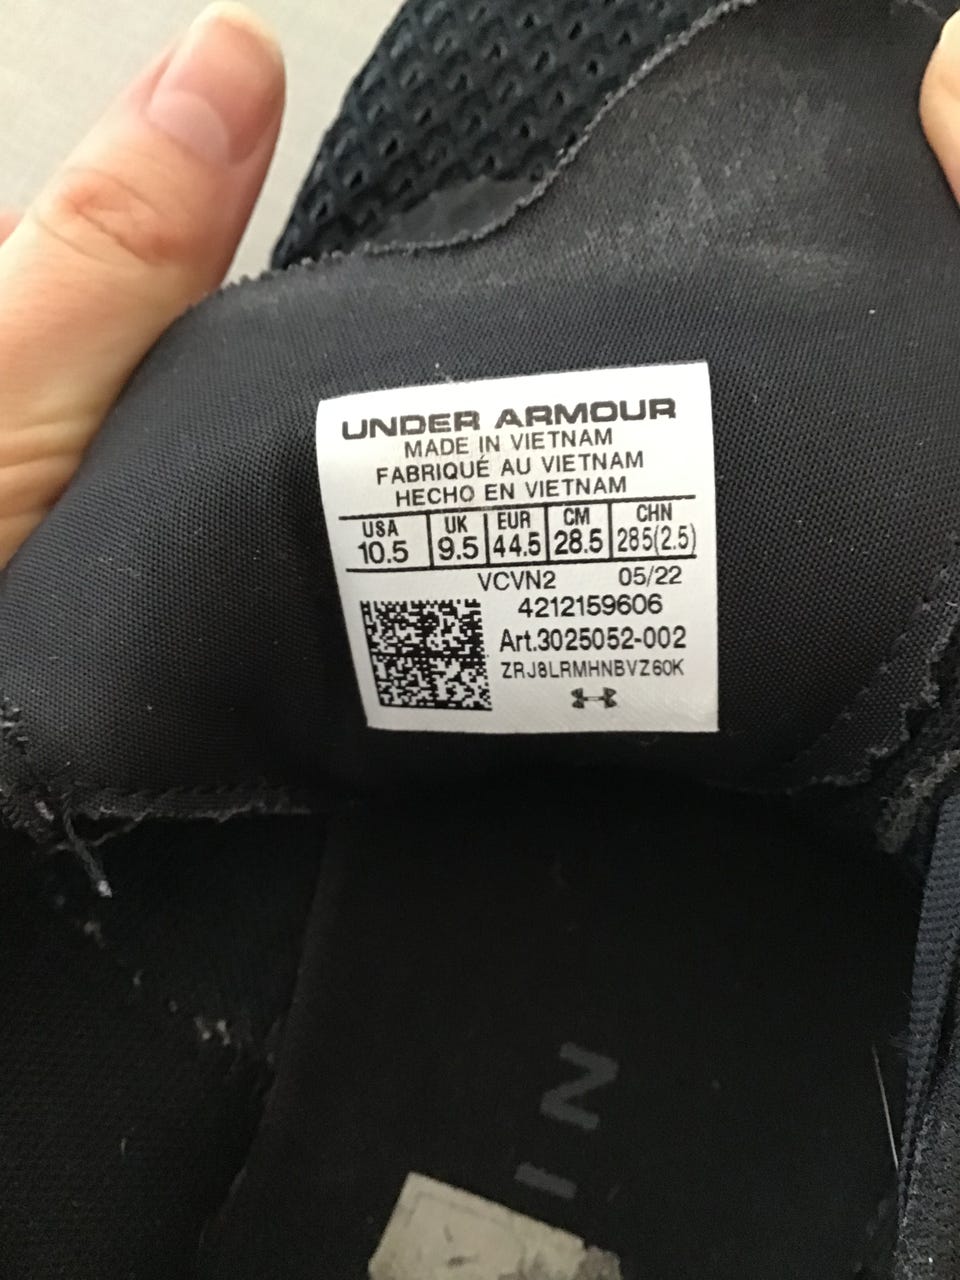 UNDER ARMOUR
MADE IN VIETNAM
FABRIQUÉ AU VIETNAM
HECHO EN VIETNAM
USA UK EUR CM CHN
10.5 9.5 44.5 28.5 285(2.5)
VCVN2 05/22
4212159606
Art.3025052-002
ZRJ8LRMHNBVZ60K
IN